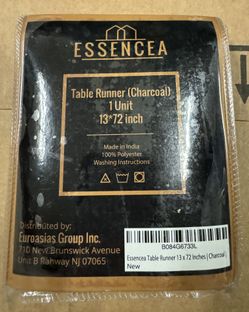 ESSENCEA
Table Runner (Charcoal)
1 Unit
13*72 inch
Made in India
100% Polyester
Washing Instructions
Distributed by:
Euroasias Group Inc.
710 New Brunswick Avenue
Unit B Rahway NJ 07065
B084G6733L
Essencea Table Runner 13 x 72 Inches | Charcoal |
New